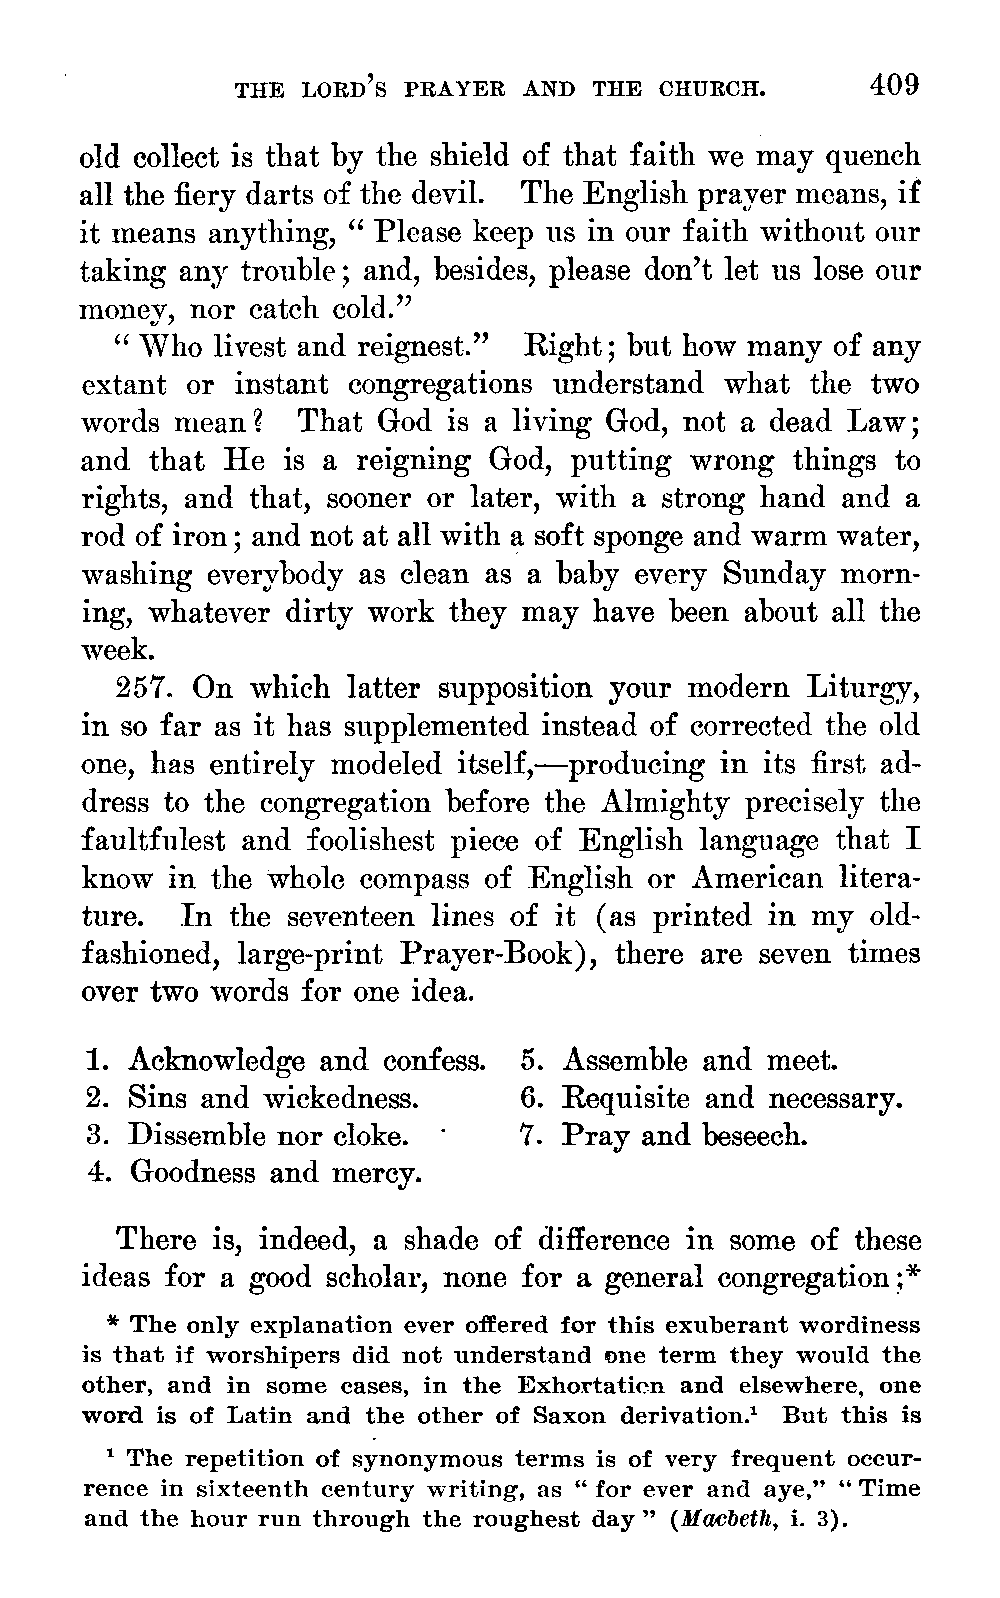 THE LORD'S PRAYER AND THE CHURCH. 409
old collect is that by the shield of that faith we may quench
all the fiery darts of the devil. The English prayer means, if
it means anything, “ Please keep us in our faith without our
taking any trouble; and, besides, please don’t let us lose our
money, nor catch cold.”
“ Who livest and reignest.” Right; but how many of any
extant or instant congregations understand what the two
words mean? That God is a living God, not a dead Law;
and that He is a reigning God, putting wrong things to
rights, and that, sooner or later, with a strong hand and a
rod of iron; and not at all with a soft sponge and warm water,
washing everybody as clean as a baby every Sunday morn-
ing, whatever dirty work they may have been about all the
week.
257. On which latter supposition your modern Liturgy,
in so far as it has supplemented instead of corrected the old
one, has entirely modeled itself,—producing in its first ad-
dress to the congregation before the Almighty precisely the
faultfulest and foolishest piece of English language that I
know in the whole compass of English or American litera-
ture. In the seventeen lines of it (as printed in my old-
fashioned, large-print Prayer-Book), there are seven times
over two words for one idea.
1. Acknowledge and confess. 5. Assemble and meet.
2. Sins and wickedness. 6. Requisite and necessary.
3. Dissemble nor cloke. 7. Pray and beseech.
4. Goodness and mercy.
There is, indeed, a shade of difference in some of these
ideas for a good scholar, none for a general congregation;*
* The only explanation ever offered for this exuberant wordiness
is that if worshipers did not understand one term they would the
other, and in some cases, in the Exhortation and elsewhere, one
word is of Latin and the other of Saxon derivation.¹ But this is
¹ The repetition of synonymous terms is of very frequent occur-
rence in sixteenth century writing, as “ for ever and aye,” “ Time
and the hour run through the roughest day ” (Macbeth, i. 3).